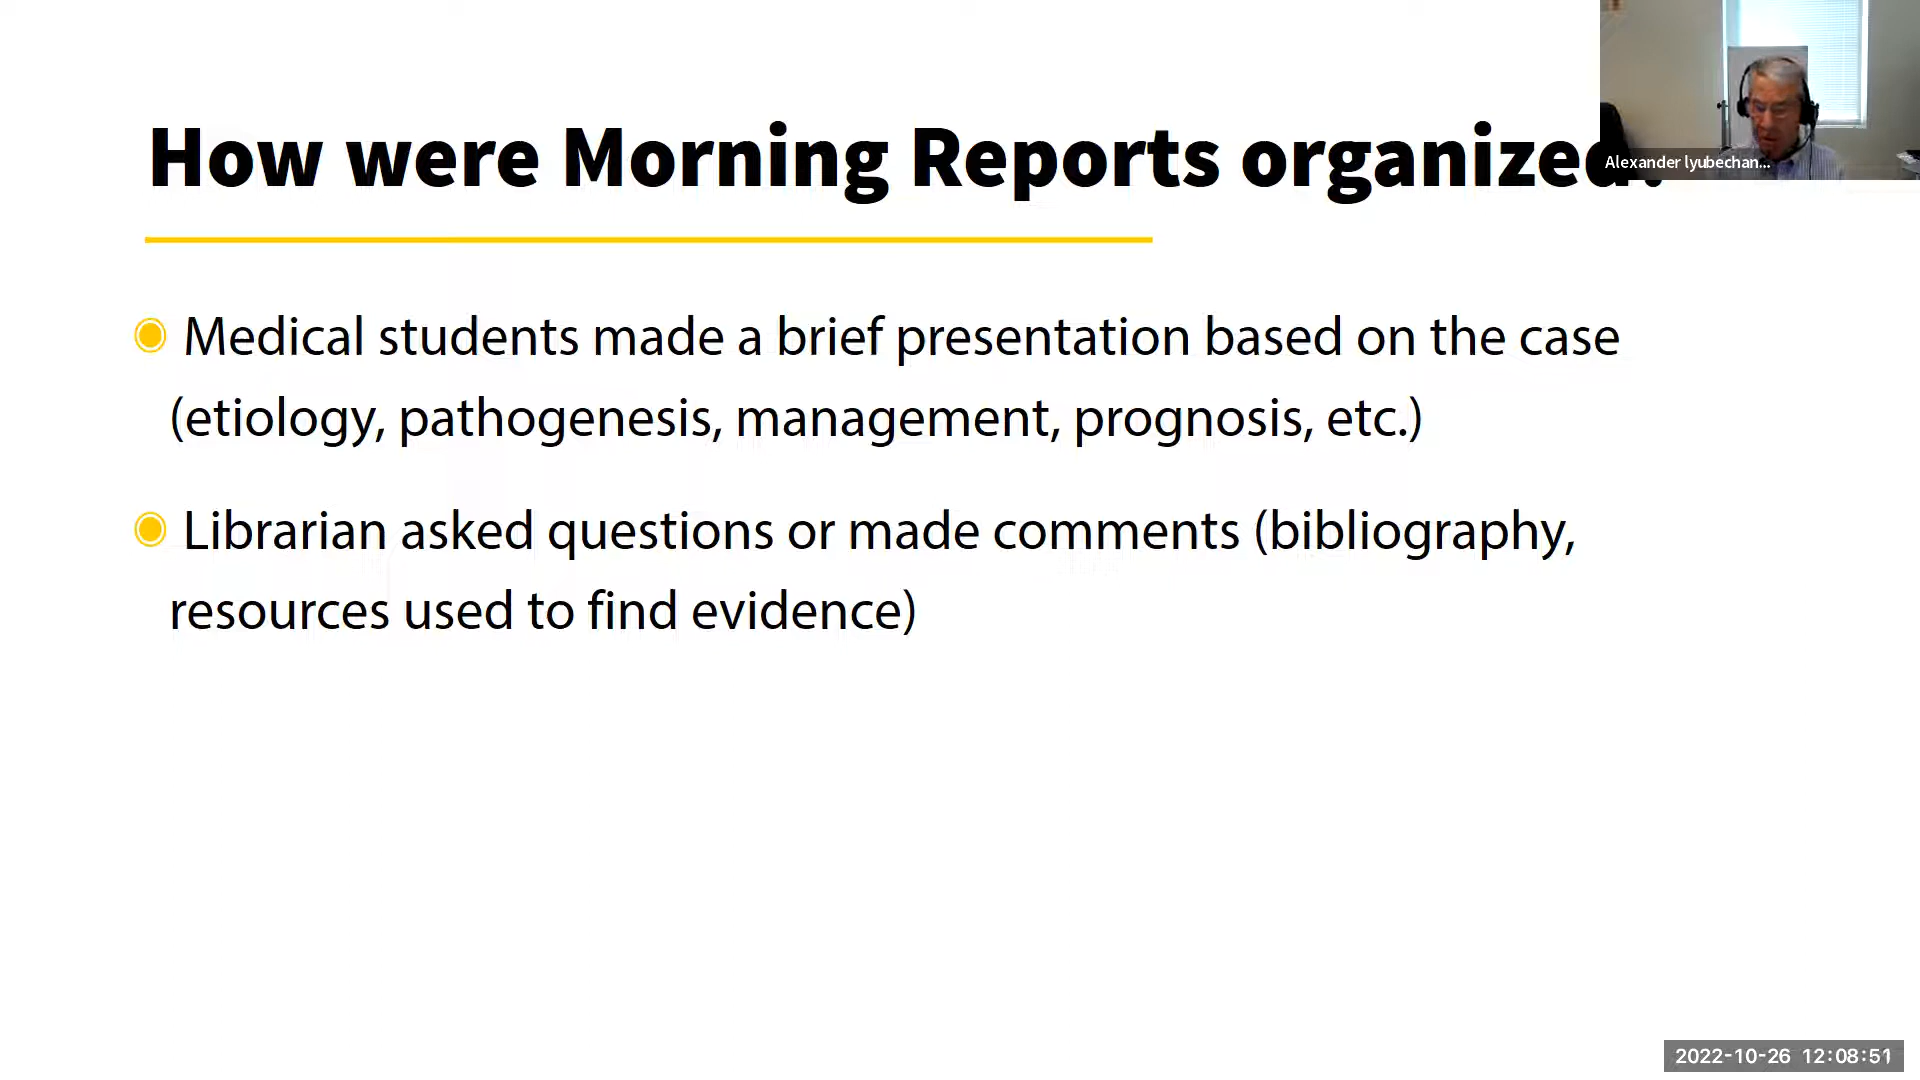 How were Morning Reports organized?
Alexander lyubechan...
Medical students made a brief presentation based on the case
(etiology, pathogenesis, management, prognosis, etc.)
Librarian asked questions or made comments (bibliography,
resources used to find evidence)
2022-10-26 12:08:51